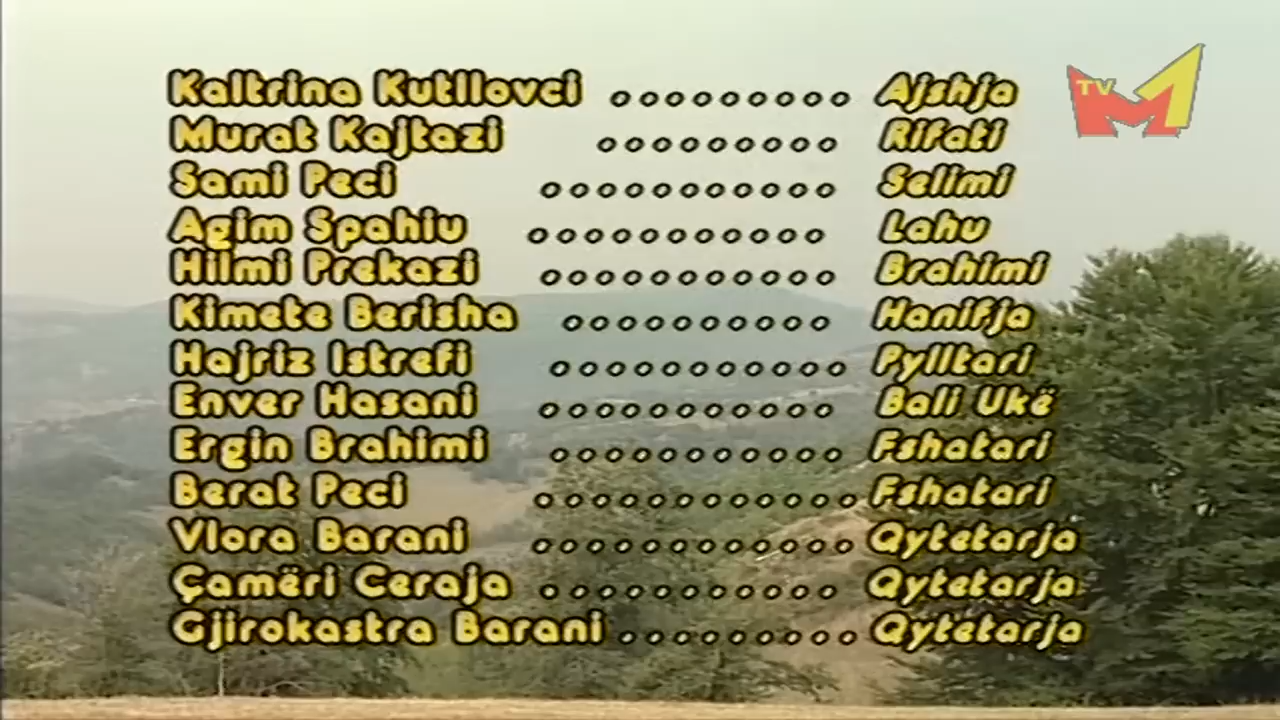 Kaltrina Kutllovci ......... Ajshja
Murat Kajtazi ......... Rifati
Sami Peci ........... Selimi
Agim Spahiu ........... Lahu
Hilmi Prekazi ........... Brahimi
Kimete Berisha .......... Hanifja
Hajriz Istrefi ........... Pylltari
Enver Hasani ........... Bali Ukë
Ergin Brahimi ........... Fshatari
Berat Peci ............ Fshatari
Vlora Barani ............ Qytetarja
Çamëri Ceraja ........... Qytetarja
Gjirokastra Barani ......... Qytetarja
TV M1